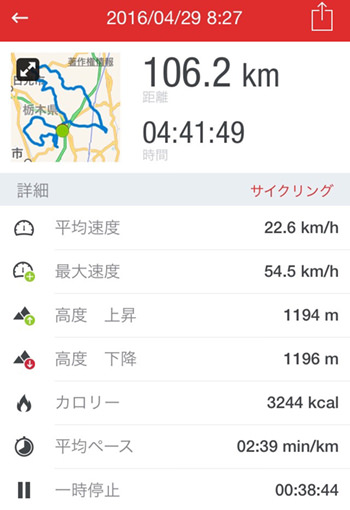 2016/04/29 8:27
著作権情報
日光市
栃木県
市
106.2 km
距離
04:41:49
時間
詳細 サイクリング
平均速度 22.6 km/h
最大速度 54.5 km/h
高度 上昇 1194 m
高度 下降 1196 m
カロリー 3244 kcal
平均ペース 02:39 min/km
一時停止 00:38:44